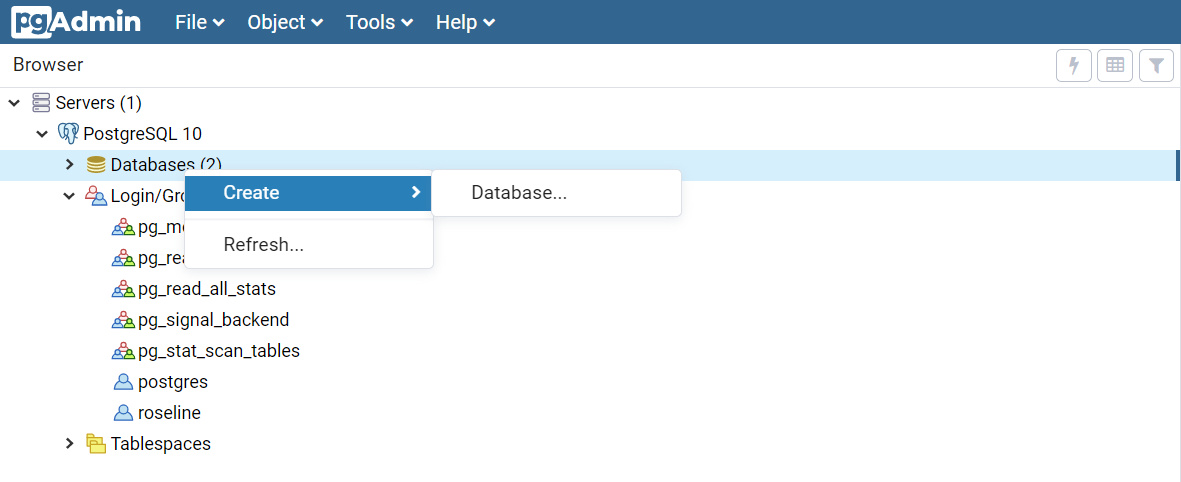 pgAdmin File Object Tools Help
Browser
Servers (1)
PostgreSQL 10
Databases (2)
Login/Gro
Create
Database...
pg_m
Refresh...
pg_rea
pg_read_all_stats
pg_signal_backend
pg_stat_scan_tables
postgres
roseline
Tablespaces